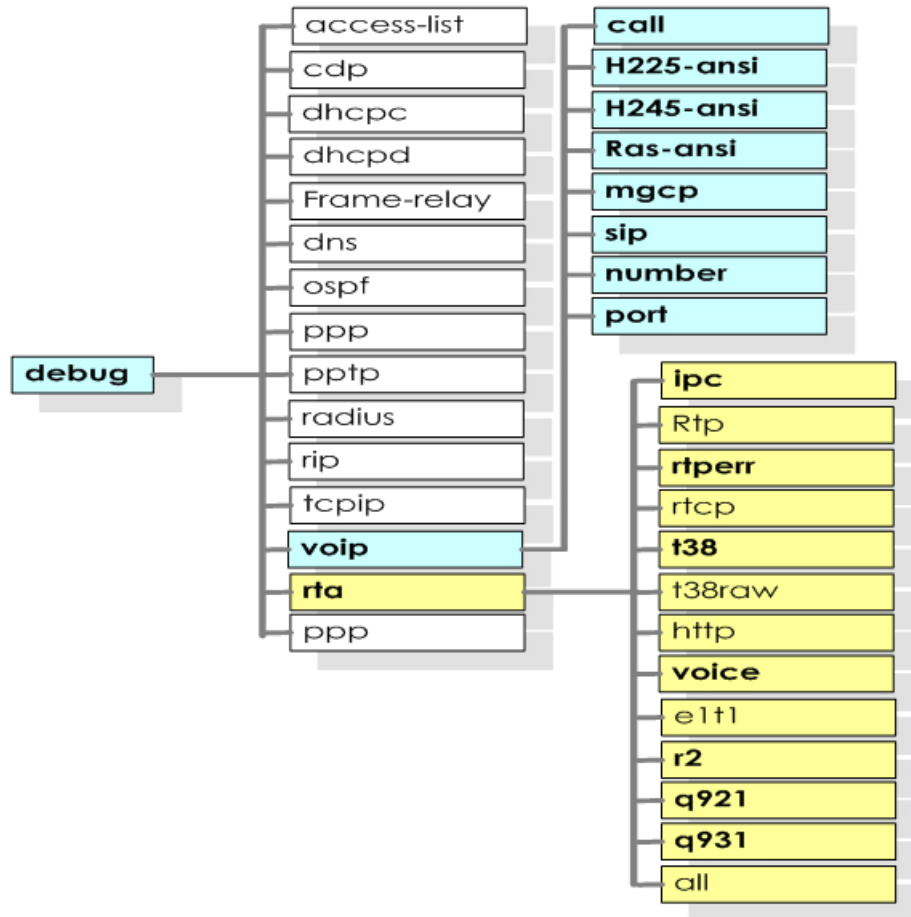 debug
access-list
cdp
dhcpc
dhcpd
Frame-relay
dns
ospf
ppp
pptp
radius
rip
tcpip
voip
rta
ppp
call
H225-ansi
H245-ansi
Ras-ansi
mgcp
sip
number
port
ipc
Rtp
rtperr
rtcp
t38
t38raw
http
voice
e1t1
r2
q921
q931
all